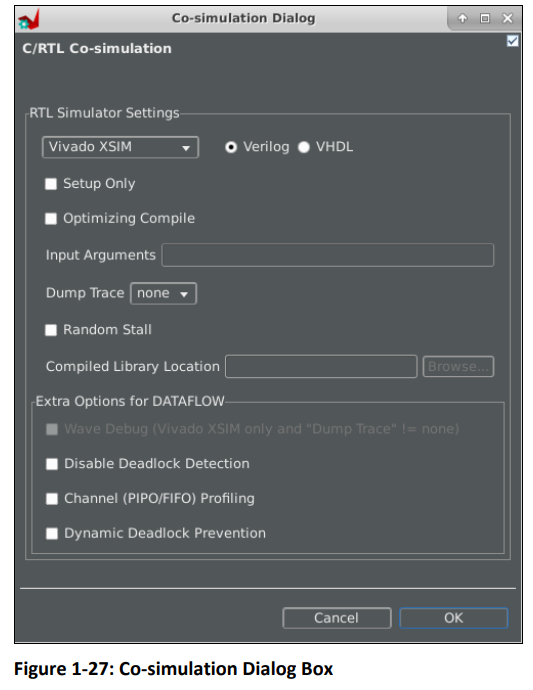 Co-simulation Dialog
C/RTL Co-simulation
RTL Simulator Settings
Vivado XSIM Verilog VHDL
Setup Only
Optimizing Compile
Input Arguments
Dump Trace none
Random Stall
Compiled Library Location Browse...
Extra Options for DATAFLOW
Wave Debug (Vivado XSIM only and "Dump Trace" != none)
Disable Deadlock Detection
Channel (PIPO/FIFO) Profiling
Dynamic Deadlock Prevention
Cancel OK
Figure 1-27: Co-simulation Dialog Box